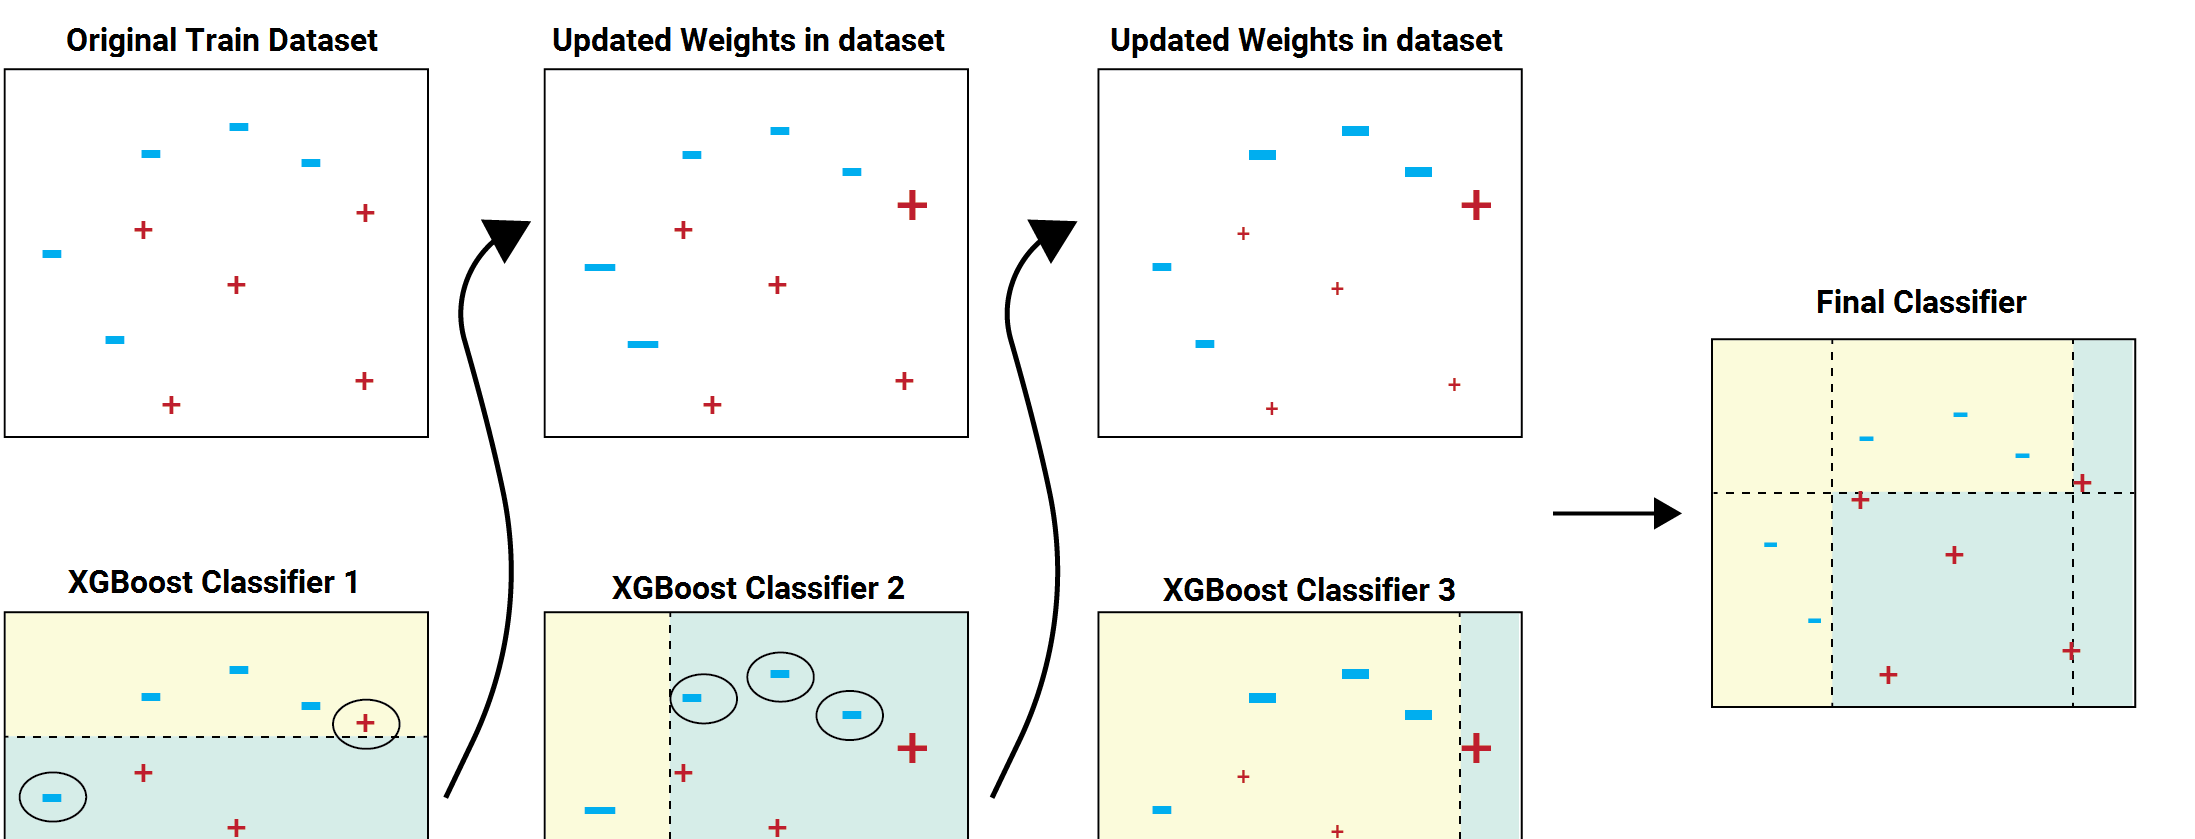 Original Train Dataset
Updated Weights in dataset
Updated Weights in dataset
Final Classifier
XGBoost Classifier 1
XGBoost Classifier 2
XGBoost Classifier 3